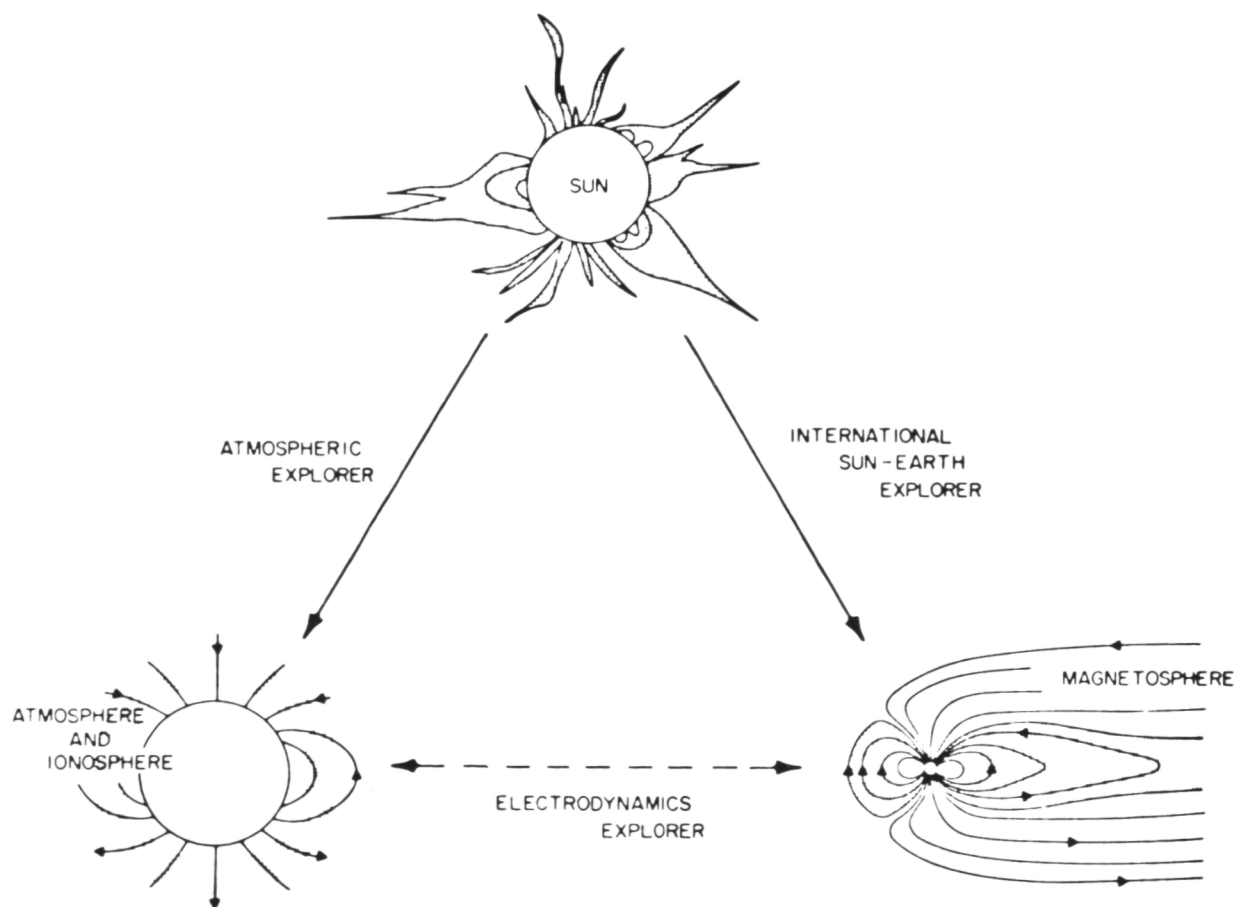 SUN
ATMOSPHERIC
EXPLORER
INTERNATIONAL
SUN-EARTH
EXPLORER
ATMOSPHERE
AND
IONOSPHERE
MAGNETOSPHERE
ELECTRODYNAMICS
EXPLORER